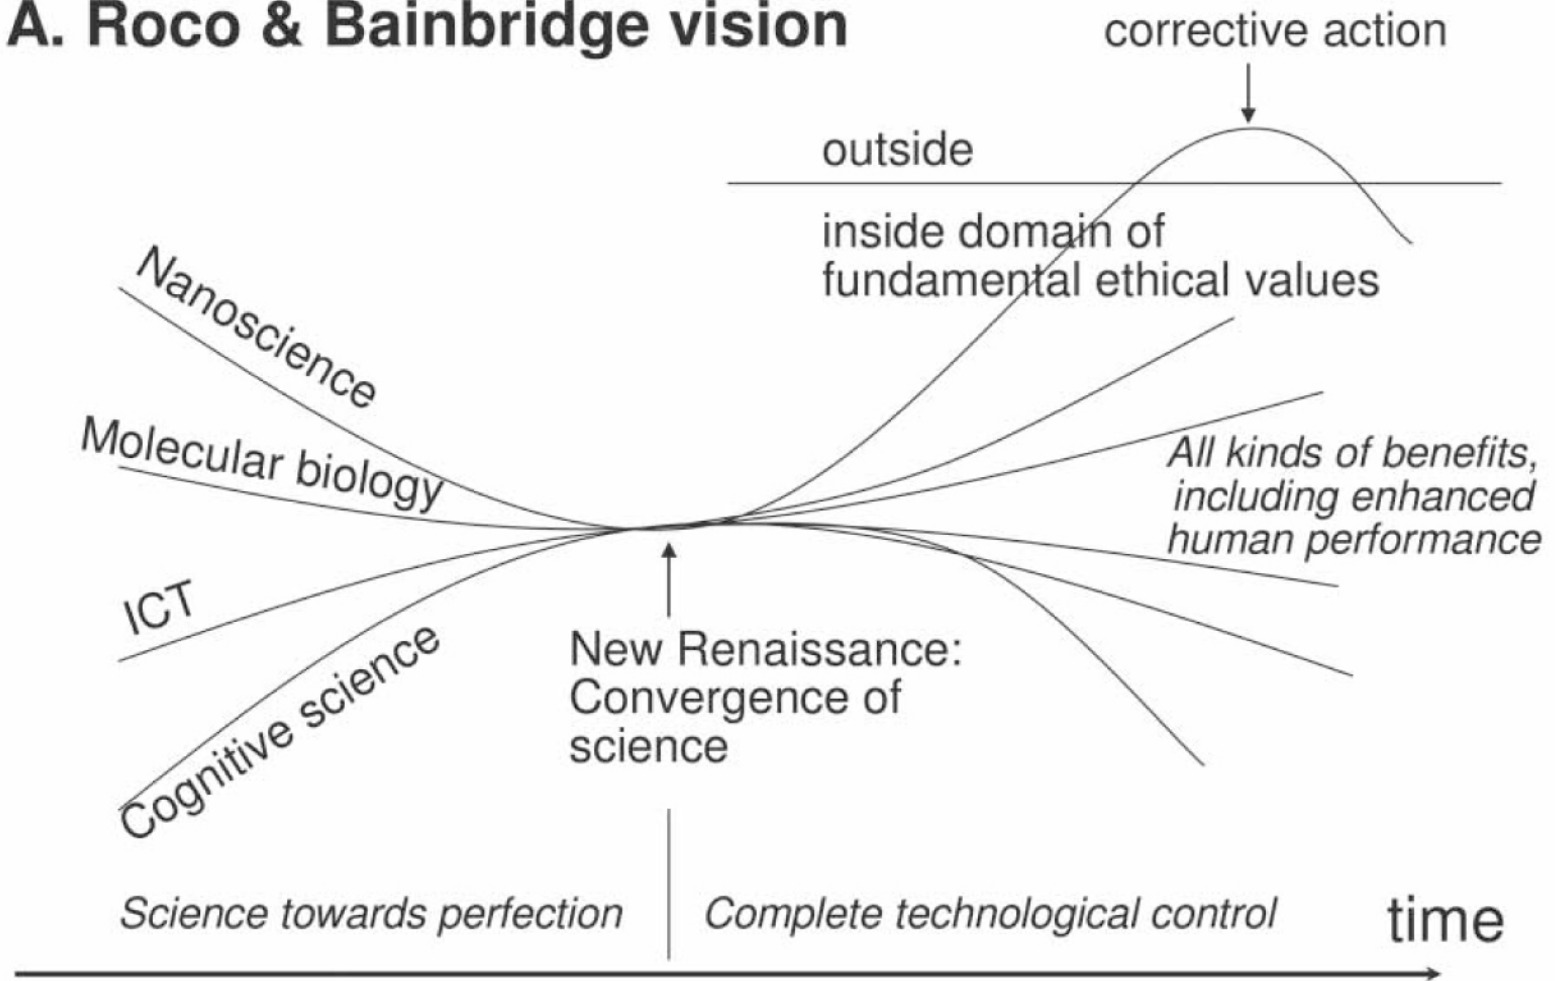 A. Roco & Bainbridge vision
corrective action
outside
inside domain of
fundamental ethical values
Nanoscience
Molecular biology
ICT
Cognitive science
All kinds of benefits,
including enhanced
human performance
New Renaissance:
Convergence of
science
Science towards perfection
Complete technological control
time